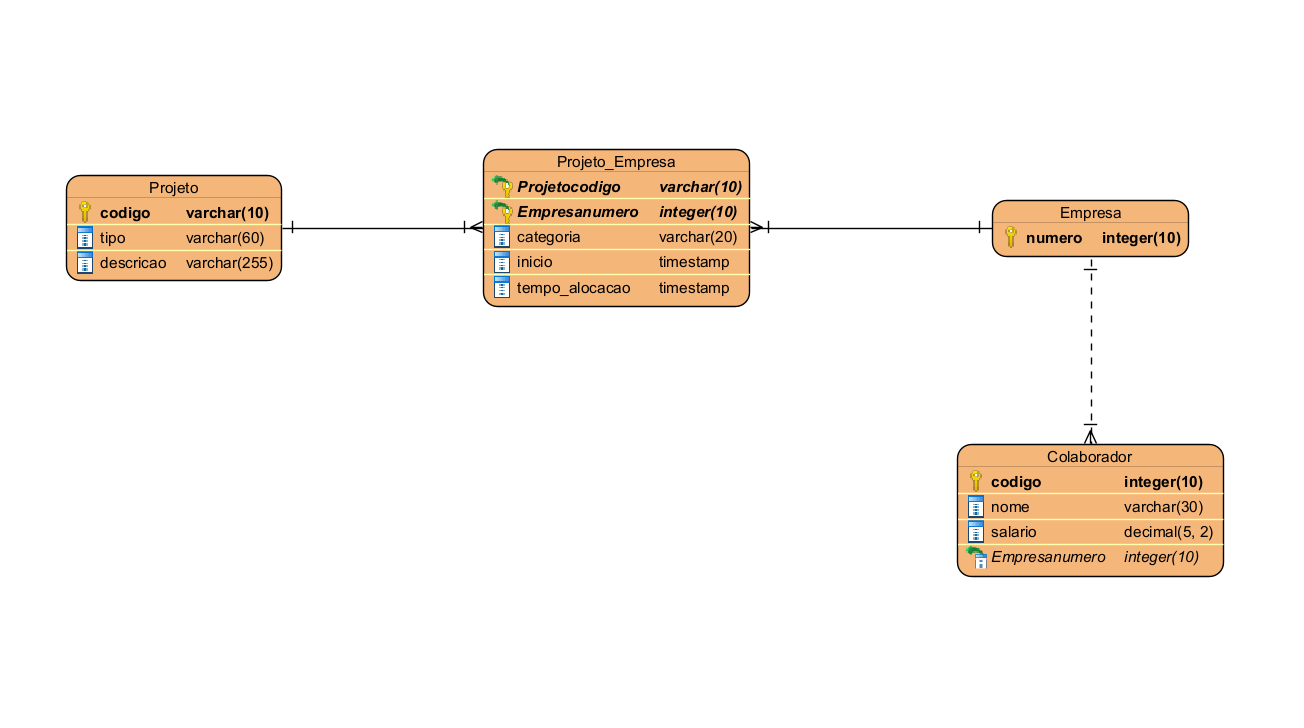 Projeto
codigo varchar(10)
tipo varchar(60)
descricao varchar(255)
Projeto_Empresa
Projetocodigo varchar(10)
Empresanumero integer(10)
categoria varchar(20)
inicio timestamp
tempo_alocacao timestamp
Empresa
numero integer(10)
Colaborador
codigo integer(10)
nome varchar(30)
salario decimal(5, 2)
Empresanumero integer(10)